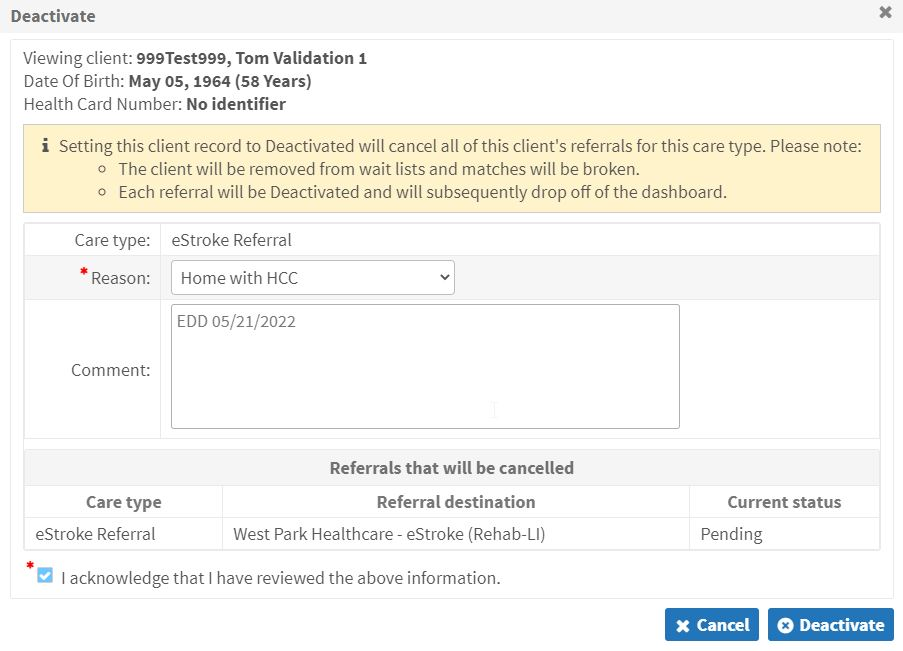 Deactivate
Viewing client: 999Test999, Tom Validation 1
Date Of Birth: May 05, 1964 (58 Years)
Health Card Number: No identifier
i Setting this client record to Deactivated will cancel all of this client's referrals for this care type. Please note:
The client will be removed from wait lists and matches will be broken.
Each referral will be Deactivated and will subsequently drop off of the dashboard.
Care type: eStroke Referral
* Reason: Home with HCC
Comment: EDD 05/21/2022
Referrals that will be cancelled
Care type Referral destination Current status
eStroke Referral West Park Healthcare - eStroke (Rehab-LI) Pending
* I acknowledge that I have reviewed the above information.
Cancel Deactivate